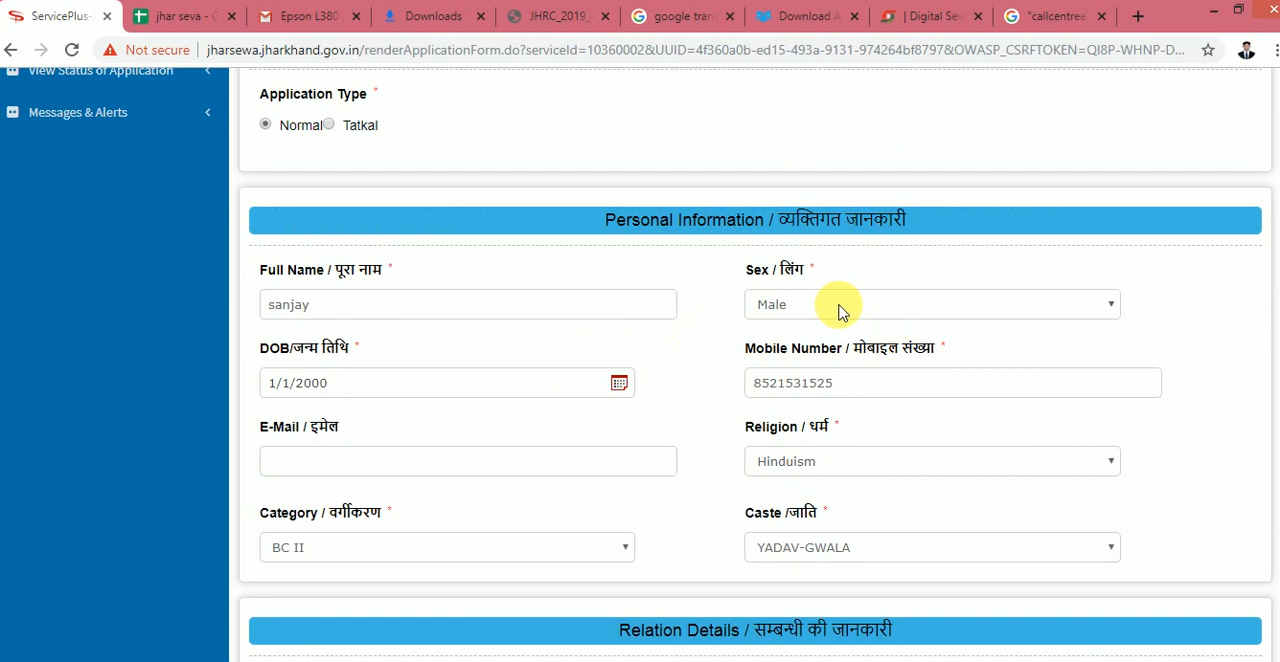 ServicePlus-
jhar seva - G
Epson L380
Downloads
JHRC_2019_
google tran
Download A
| Digital Sew
"callcentree
Not secure
jharsewa.jharkhand.gov.in/renderApplicationForm.do?serviceId=10360002&UUID=4f360a0b-ed15-493a-9131-974264bf8797&OWASP_CSRFTOKEN=QI8P-WHNP-D...
View Status of Application
Messages & Alerts
Application Type *
Normal Tatkal
Personal Information / व्यक्तिगत जानकारी
Full Name / पूरा नाम *
Sex / लिंग *
sanjay
Male
DOB/जन्म तिथि *
Mobile Number / मोबाइल संख्या *
1/1/2000
8521531525
E-Mail / इमेल
Religion / धर्म *
Hinduism
Category / वर्गीकरण *
Caste /जाति *
BC II
YADAV-GWALA
Relation Details / सम्बन्धी की जानकारी